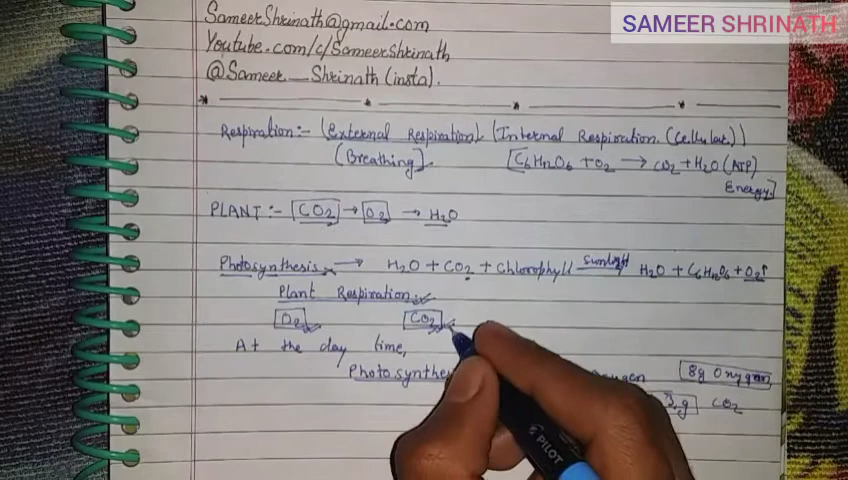 SAMEER SHRINATH
SameerShrinath@gmail.com
Youtube.com/c/SameerShrinath
@Sameer_Shrinath (insta).
Respiration:- (External Respiration) (Internal Respiration (Cellular))
(Breathing) [C6H12O6 + O2 → CO2 + H2O (ATP)
Energy]
PLANT:- [CO2] → [O2] → H2O
Photosynthesis → H2O + CO2 + Chlorophyll sunlight H2O + C6H12O6 + O2↑
Plant Respiration
O2 CO2
At the day time,
Photosynthe 8g Oxygen
g CO2
PILOT